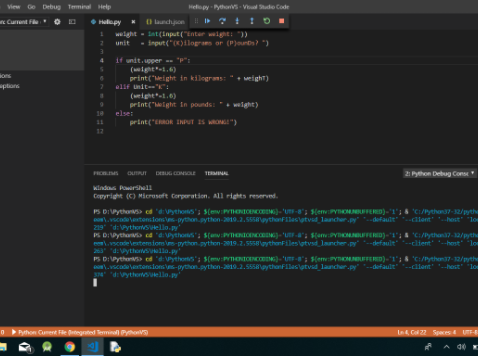 View Go Debug Terminal Help
Hello.py - PythonVS - Visual Studio Code
Current File
Hello.py
launch.json
1 weight = int(input("Enter weight: "))
2 unit = input("(K)ilograms or (P)ounds? ")
3
4 if unit.upper == "P":
5 (weight*=1.6)
6 print("Weight in kilograms: " + weighT)
7 elif Unit=="K":
8 (weight*=1.6)
9 print("Weight in pounds: " + weight)
10 else:
11 print("ERROR INPUT IS WRONG!")
12
PROBLEMS OUTPUT DEBUG CONSOLE TERMINAL 2: Python Debug Consc
Windows PowerShell
Copyright (C) Microsoft Corporation. All rights reserved.
PS D:\PythonVS> cd 'd:\PythonVS'; ${env:PYTHONIOENCODING}='UTF-8'; ${env:PYTHONUNBUFFERED}='1'; & 'C:/Python37-32/pyth
eem\.vscode\extensions\ms-python.python-2019.2.5558\pythonFiles\ptvsd_launcher.py' '--default' '--client' '--host' 'lo
'd:\PythonVS\Hello.py'
PS D:\PythonVS> cd 'd:\PythonVS'; ${env:PYTHONIOENCODING}='UTF-8'; ${env:PYTHONUNBUFFERED}='1'; & 'C:/Python37-32/pyth
eem\.vscode\extensions\ms-python.python-2019.2.5558\pythonFiles\ptvsd_launcher.py' '--default' '--client' '--host' 'lo
'd:\PythonVS\Hello.py'
PS D:\PythonVS> cd 'd:\PythonVS'; ${env:PYTHONIOENCODING}='UTF-8'; ${env:PYTHONUNBUFFERED}='1'; & 'C:/Python37-32/pyth
eem\.vscode\extensions\ms-python.python-2019.2.5558\pythonFiles\ptvsd_launcher.py' '--default' '--client' '--host' 'lo
'd:\PythonVS\Hello.py'
0 Python: Current File (Integrated Terminal) (PythonVS) Ln 4, Col 22 Spaces: 4 UTF-8